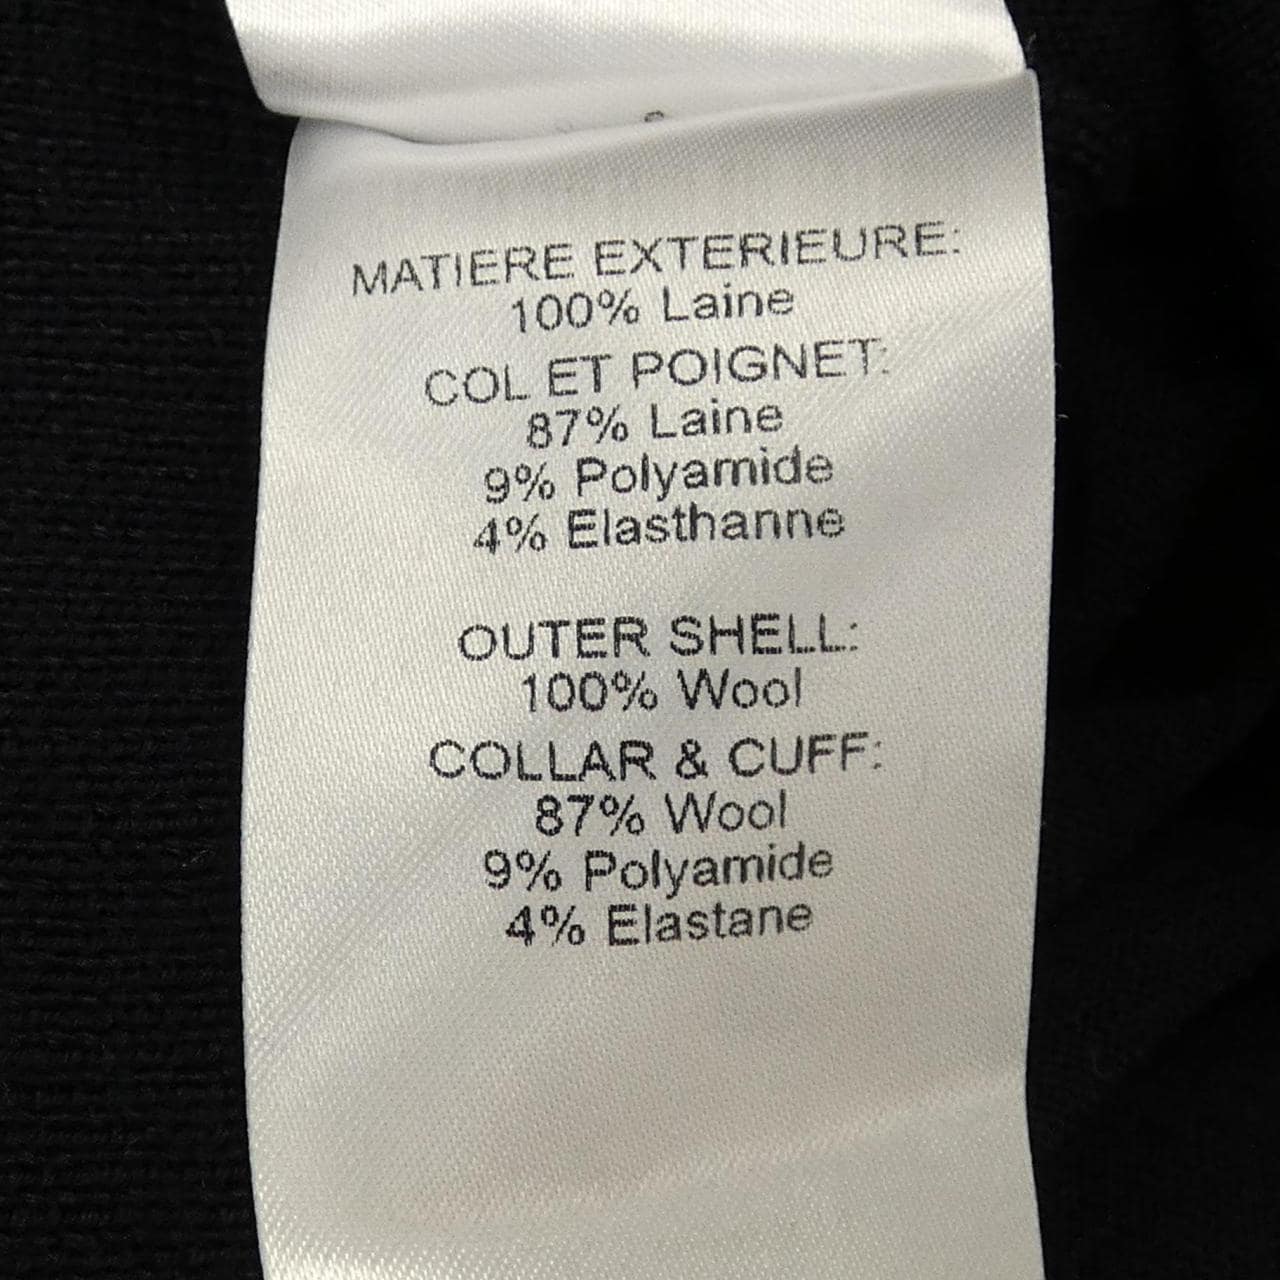 MATIERE EXTERIEURE:
100% Laine
COL ET POIGNET:
87% Laine
9% Polyamide
4% Elasthanne
OUTER SHELL:
100% Wool
COLLAR & CUFF:
87% Wool
9% Polyamide
4% Elastane